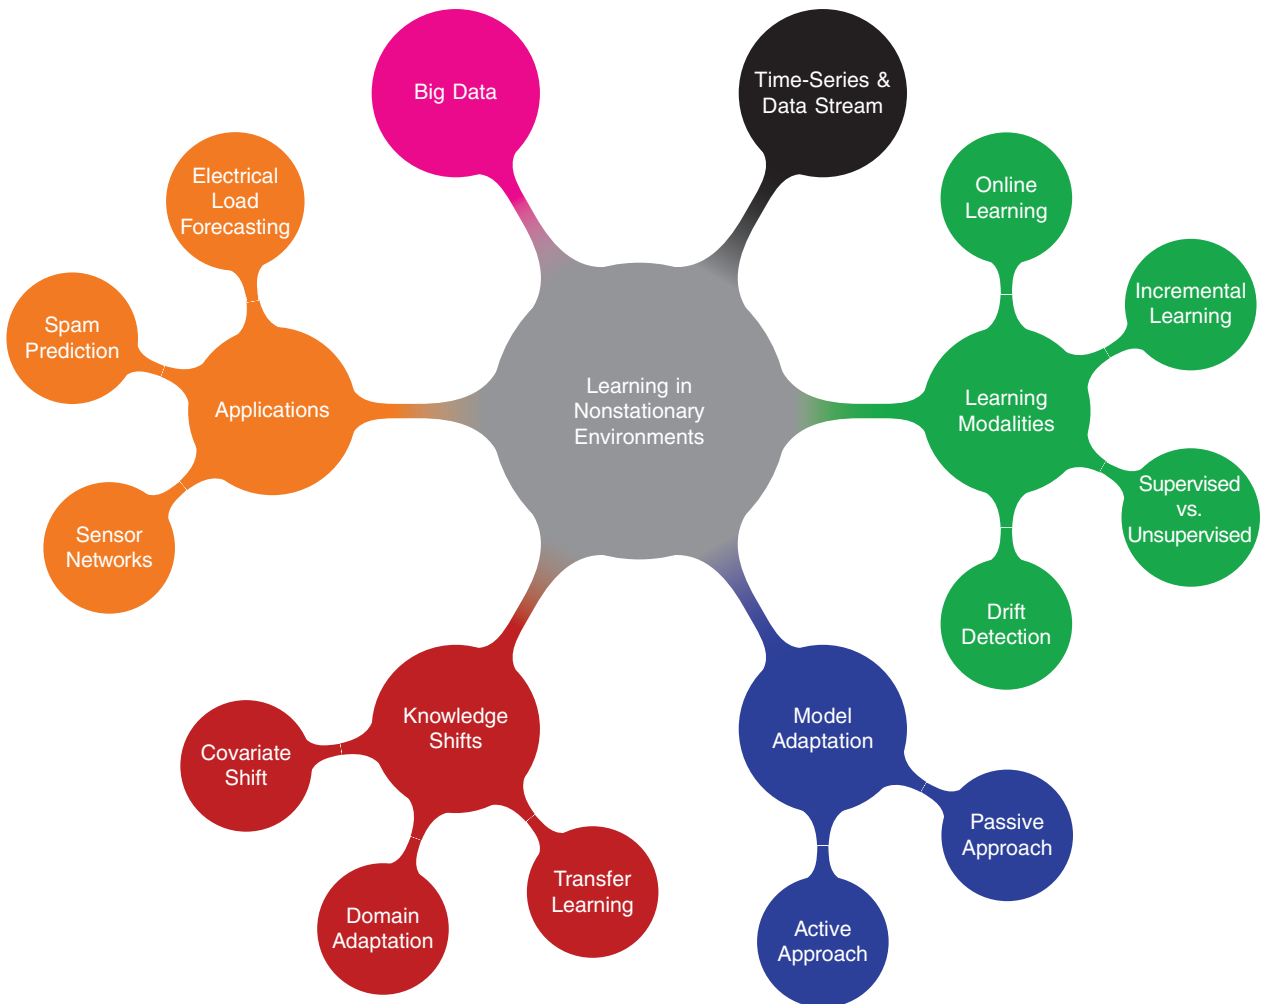 Big Data
Time-Series &
Data Stream
Electrical
Load
Forecasting
Online
Learning
Spam
Prediction
Incremental
Learning
Applications
Learning in
Nonstationary
Environments
Learning
Modalities
Sensor
Networks
Supervised
vs.
Unsupervised
Drift
Detection
Knowledge
Shifts
Model
Adaptation
Covariate
Shift
Passive
Approach
Transfer
Learning
Domain
Adaptation
Active
Approach